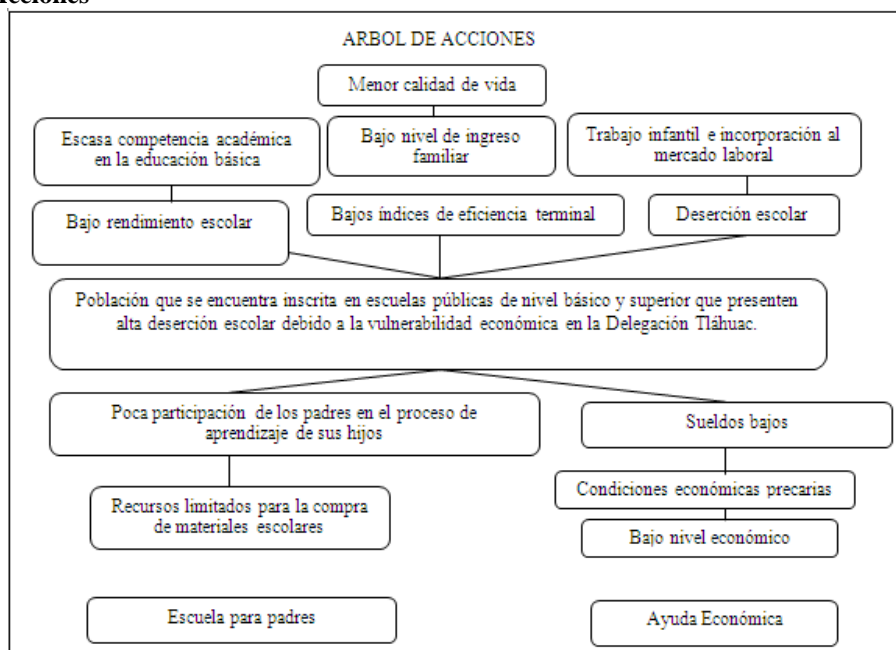 Acciones
ARBOL DE ACCIONES
Menor calidad de vida
Escasa competencia académica
en la educación básica
Bajo nivel de ingreso
familiar
Trabajo infantil e incorporación al
mercado laboral
Bajo rendimiento escolar
Bajos índices de eficiencia terminal
Deserción escolar
Población que se encuentra inscrita en escuelas públicas de nivel básico y superior que presenten
alta deserción escolar debido a la vulnerabilidad económica en la Delegación Tláhuac.
Poca participación de los padres en el proceso de
aprendizaje de sus hijos
Sueldos bajos
Recursos limitados para la compra
de materiales escolares
Condiciones económicas precarias
Bajo nivel económico
Escuela para padres
Ayuda Económica